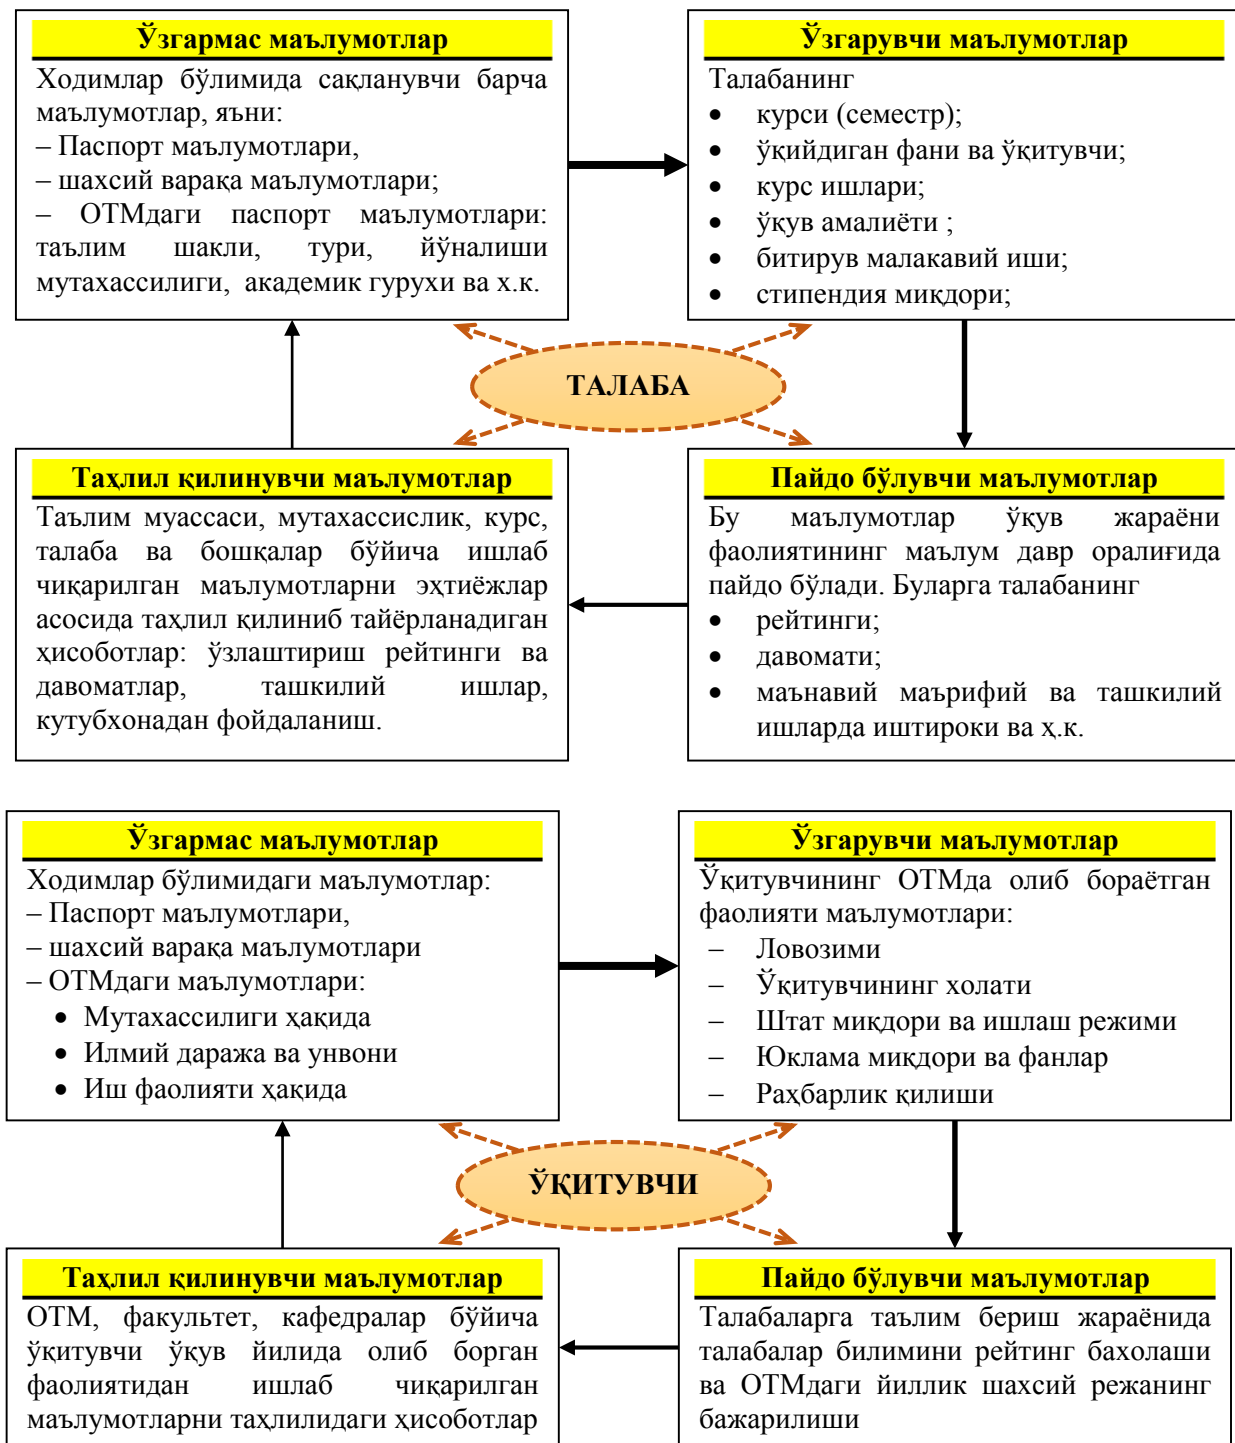 Ўзгармас маълумотлар
Ходимлар бўлимида сақланувчи барча
маълумотлар, яъни:
– Паспорт маълумотлари,
– шахсий варақа маълумотлари;
– ОТМдаги паспорт маълумотлари:
таълим шакли, тури, йўналиши
мутахассилиги, академик гурухи ва х.к.
Ўзгарувчи маълумотлар
Талабанинг
• курси (семестр);
• ўқийдиган фани ва ўқитувчи;
• курс ишлари;
• ўқув амалиёти ;
• битирув малакавий иши;
• стипендия миқдори;
ТАЛАБА
Таҳлил қилинувчи маълумотлар
Таълим муассаси, мутахассислик, курс,
талаба ва бошқалар бўйича ишлаб
чиқарилган маълумотларни эҳтиёжлар
асосида таҳлил қилиниб тайёрланадиган
ҳисоботлар: ўзлаштириш рейтинги ва
давоматлар, ташкилий ишлар,
кутубхонадан фойдаланиш.
Пайдо бўлувчи маълумотлар
Бу маълумотлар ўқув жараёни
фаолиятининг маълум давр оралиғида
пайдо бўлади. Буларга талабанинг
• рейтинги;
• давомати;
• маънавий маърифий ва ташкилий
ишларда иштироки ва ҳ.к.
Ўзгармас маълумотлар
Ходимлар бўлимидаги маълумотлар:
– Паспорт маълумотлари,
– шахсий варақа маълумотлари
– ОТМдаги маълумотлари:
• Мутахассилиги ҳақида
• Илмий даража ва унвони
• Иш фаолияти ҳақида
Ўзгарувчи маълумотлар
Ўқитувчининг ОТМда олиб бораётган
фаолияти маълумотлари:
– Ловозими
– Ўқитувчининг холати
– Штат миқдори ва ишлаш режими
– Юклама миқдори ва фанлар
– Раҳбарлик қилиши
ЎҚИТУВЧИ
Таҳлил қилинувчи маълумотлар
ОТМ, факультет, кафедралар бўйича
ўқитувчи ўқув йилида олиб борган
фаолиятидан ишлаб чиқарилган
маълумотларни таҳлилидаги ҳисоботлар
Пайдо бўлувчи маълумотлар
Талабаларга таълим бериш жараёнида
талабалар билимини рейтинг бахолаши
ва ОТМдаги йиллик шахсий режанинг
бажарилиши